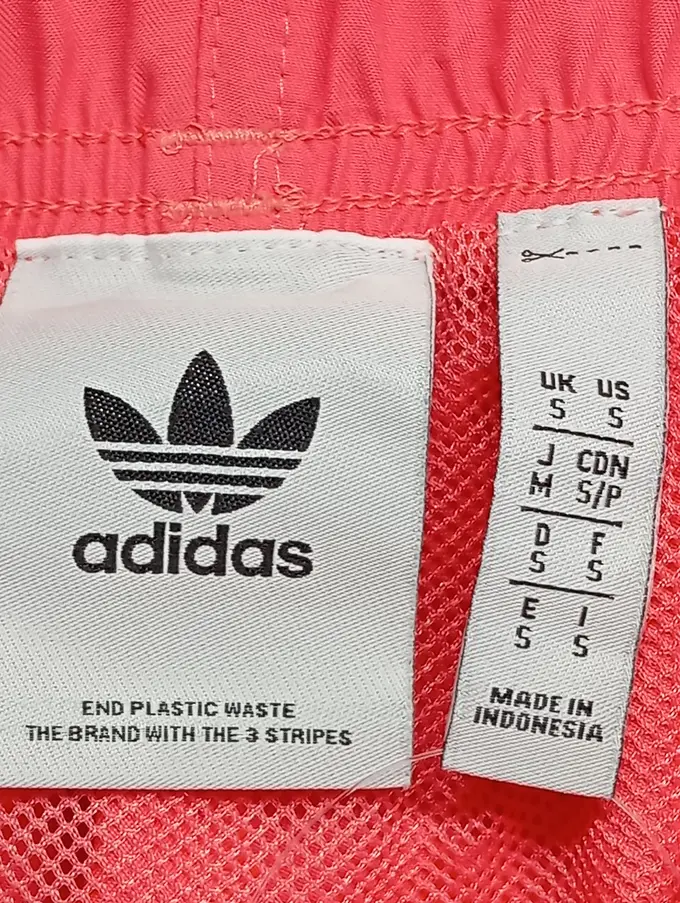 adidas
END PLASTIC WASTE
THE BRAND WITH THE 3 STRIPES
UK US
S S
J CDN
M S/P
D F
S S
E I
S S
MADE IN
INDONESIA